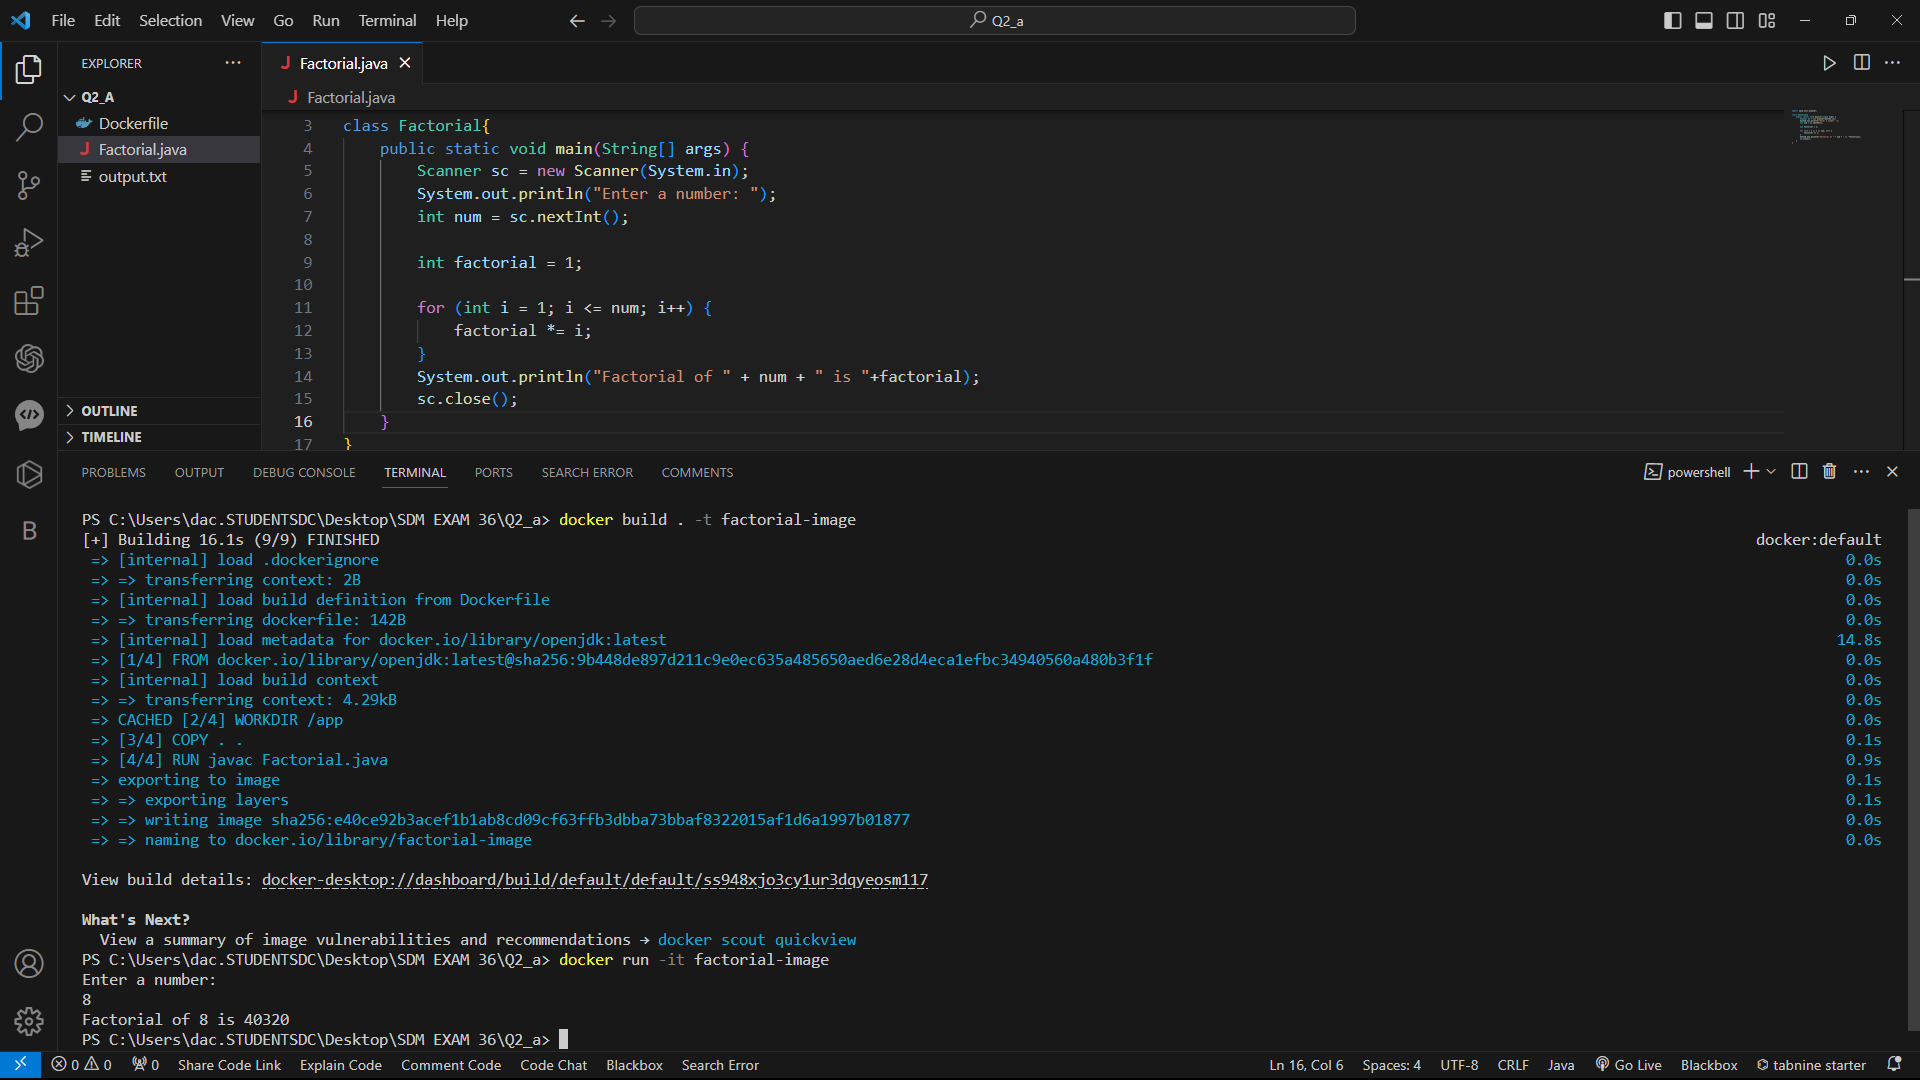 File Edit Selection View Go Run Terminal Help
Q2_a
EXPLORER
Q2_A
Dockerfile
J Factorial.java
output.txt
OUTLINE
TIMELINE
J Factorial.java
J Factorial.java
3 class Factorial{
4 public static void main(String[] args) {
5 Scanner sc = new Scanner(System.in);
6 System.out.println("Enter a number: ");
7 int num = sc.nextInt();
8
9 int factorial = 1;
10
11 for (int i = 1; i <= num; i++) {
12 factorial *= i;
13 }
14 System.out.println("Factorial of " + num + " is "+factorial);
15 sc.close();
16 }
17 }
PROBLEMS OUTPUT DEBUG CONSOLE TERMINAL PORTS SEARCH ERROR COMMENTS
powershell
PS C:\Users\dac.STUDENTSDC\Desktop\SDM EXAM 36\Q2_a> docker build . -t factorial-image
[+] Building 16.1s (9/9) FINISHED docker:default
=> [internal] load .dockerignore 0.0s
=> => transferring context: 2B 0.0s
=> [internal] load build definition from Dockerfile 0.0s
=> => transferring dockerfile: 142B 0.0s
=> [internal] load metadata for docker.io/library/openjdk:latest 14.8s
=> [1/4] FROM docker.io/library/openjdk:latest@sha256:9b448de897d211c9e0ec635a485650aed6e28d4eca1efbc34940560a480b3f1f 0.0s
=> [internal] load build context 0.0s
=> => transferring context: 4.29kB 0.0s
=> CACHED [2/4] WORKDIR /app 0.0s
=> [3/4] COPY . . 0.1s
=> [4/4] RUN javac Factorial.java 0.9s
=> exporting to image 0.1s
=> => exporting layers 0.1s
=> => writing image sha256:e40ce92b3acef1b1ab8cd09cf63ffb3dbba73bbaf8322015af1d6a1997b01877 0.0s
=> => naming to docker.io/library/factorial-image 0.0s
View build details: docker-desktop://dashboard/build/default/default/ss948xjo3cy1ur3dqyeosm117
What's Next?
View a summary of image vulnerabilities and recommendations → docker scout quickview
PS C:\Users\dac.STUDENTSDC\Desktop\SDM EXAM 36\Q2_a> docker run -it factorial-image
Enter a number:
8
Factorial of 8 is 40320
PS C:\Users\dac.STUDENTSDC\Desktop\SDM EXAM 36\Q2_a>
0 0 0 Share Code Link Explain Code Comment Code Code Chat Blackbox Search Error Ln 16, Col 6 Spaces: 4 UTF-8 CRLF Java Go Live Blackbox tabnine starter